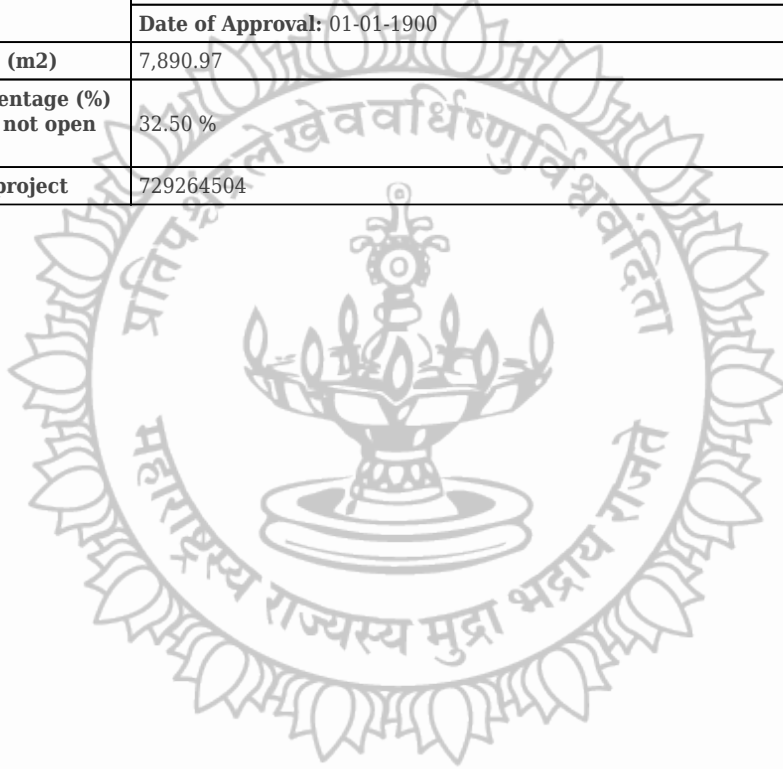 Date of Approval: 01-01-1900
(m2) 7,890.97
entage (%)
not open 32.50 %
project 729264504
प्रतिपच्चंद्रलेखेववर्धिष्णुर्विश्ववंदिता
महाराष्ट्रस्य राज्यस्य मुद्रा भद्राय राजते